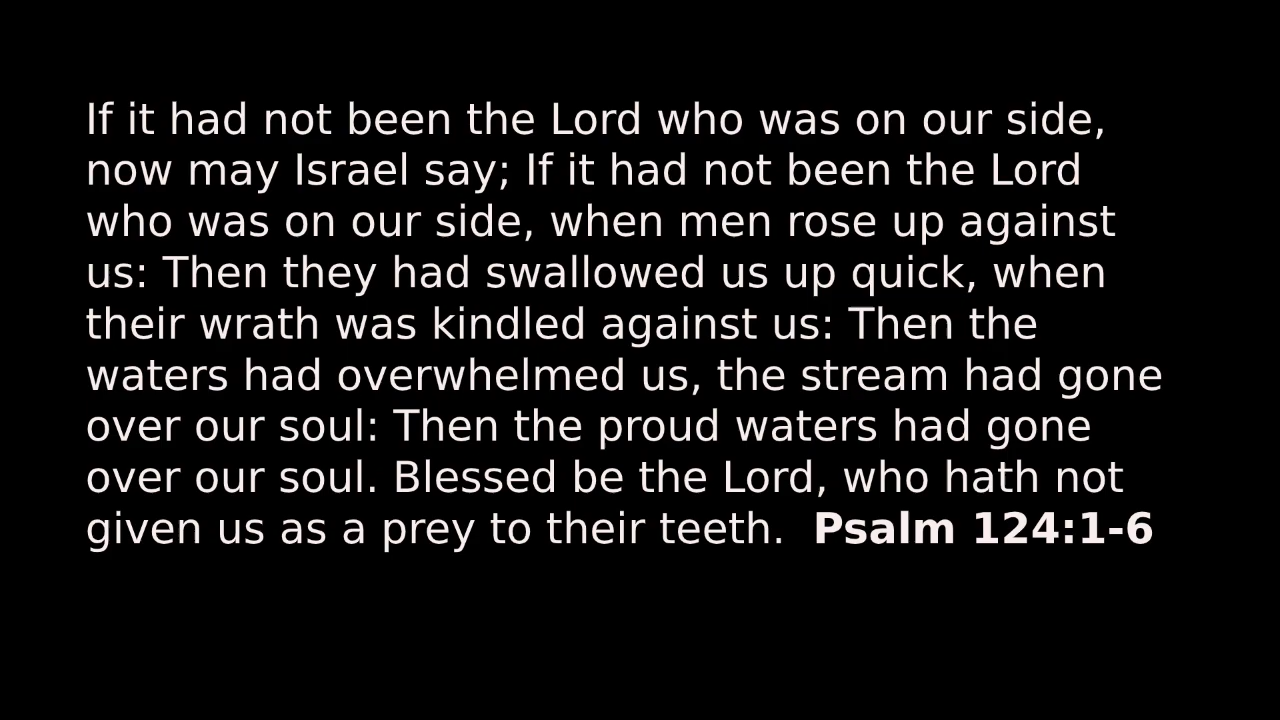 If it had not been the Lord who was on our side,
now may Israel say; If it had not been the Lord
who was on our side, when men rose up against
us: Then they had swallowed us up quick, when
their wrath was kindled against us: Then the
waters had overwhelmed us, the stream had gone
over our soul: Then the proud waters had gone
over our soul. Blessed be the Lord, who hath not
given us as a prey to their teeth.  Psalm 124:1-6